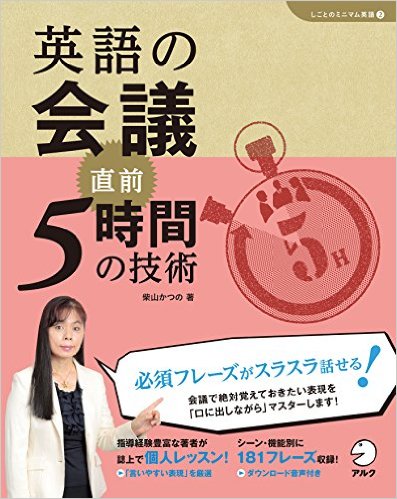 しごとのミニマム英語 2
英語の
会議
直前
5時間
の技術
柴山かつの 著
5
H
必須フレーズがスラスラ話せる!
会議で絶対覚えておきたい表現を
「口に出しながら」マスターします!
指導経験豊富な著者が
誌上で個人レッスン!
▶「言いやすい表現」を厳選
シーン・機能別に
181フレーズ収録!
▶ダウンロード音声付き
アルク